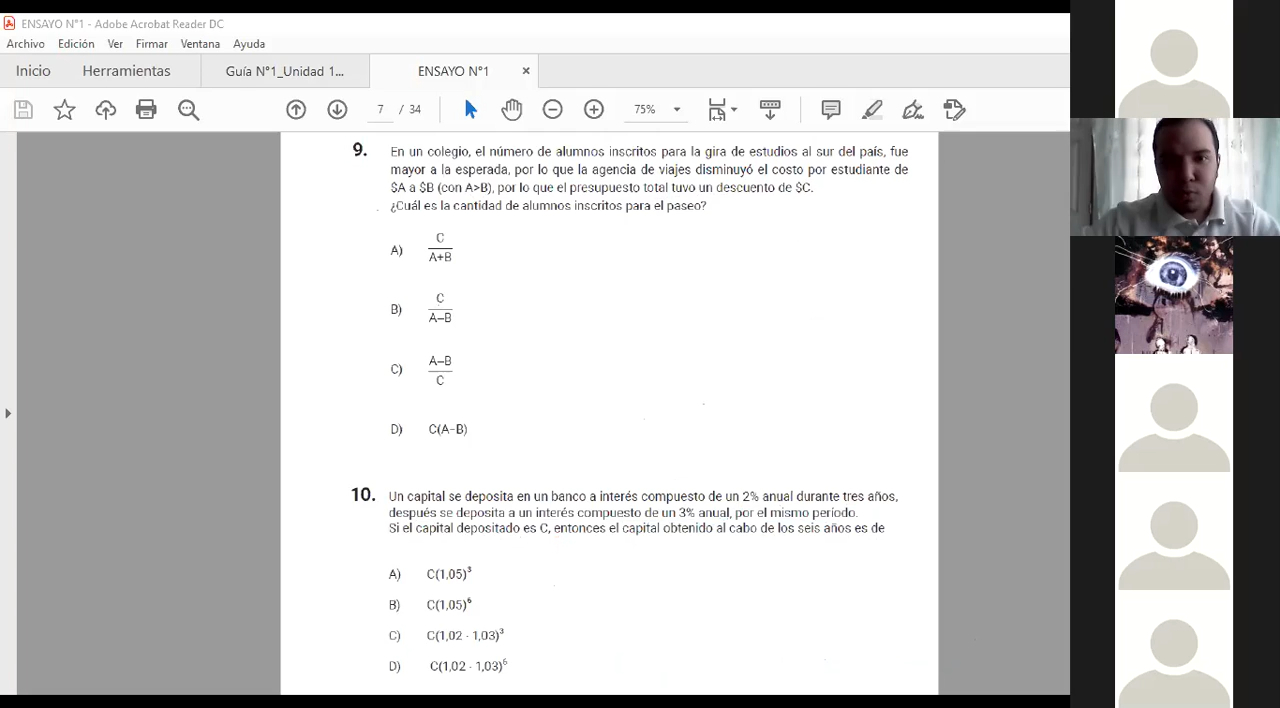 ENSAYO N°1 - Adobe Acrobat Reader DC
Archivo Edición Ver Firmar Ventana Ayuda
Inicio Herramientas Guía N°1_Unidad 1... ENSAYO N°1 ×
7 / 34 75%
9. En un colegio, el número de alumnos inscritos para la gira de estudios al sur del país, fue
mayor a la esperada, por lo que la agencia de viajes disminuyó el costo por estudiante de
$A a $B (con A>B), por lo que el presupuesto total tuvo un descuento de $C.
¿Cuál es la cantidad de alumnos inscritos para el paseo?
A) C
A+B
B) C
A–B
C) A–B
C
D) C(A–B)
10. Un capital se deposita en un banco a interés compuesto de un 2% anual durante tres años,
después se deposita a un interés compuesto de un 3% anual, por el mismo período.
Si el capital depositado es C, entonces el capital obtenido al cabo de los seis años es de
A) C(1,05)³
B) C(1,05)⁶
C) C(1,02 · 1,03)³
D) C(1,02 · 1,03)⁶